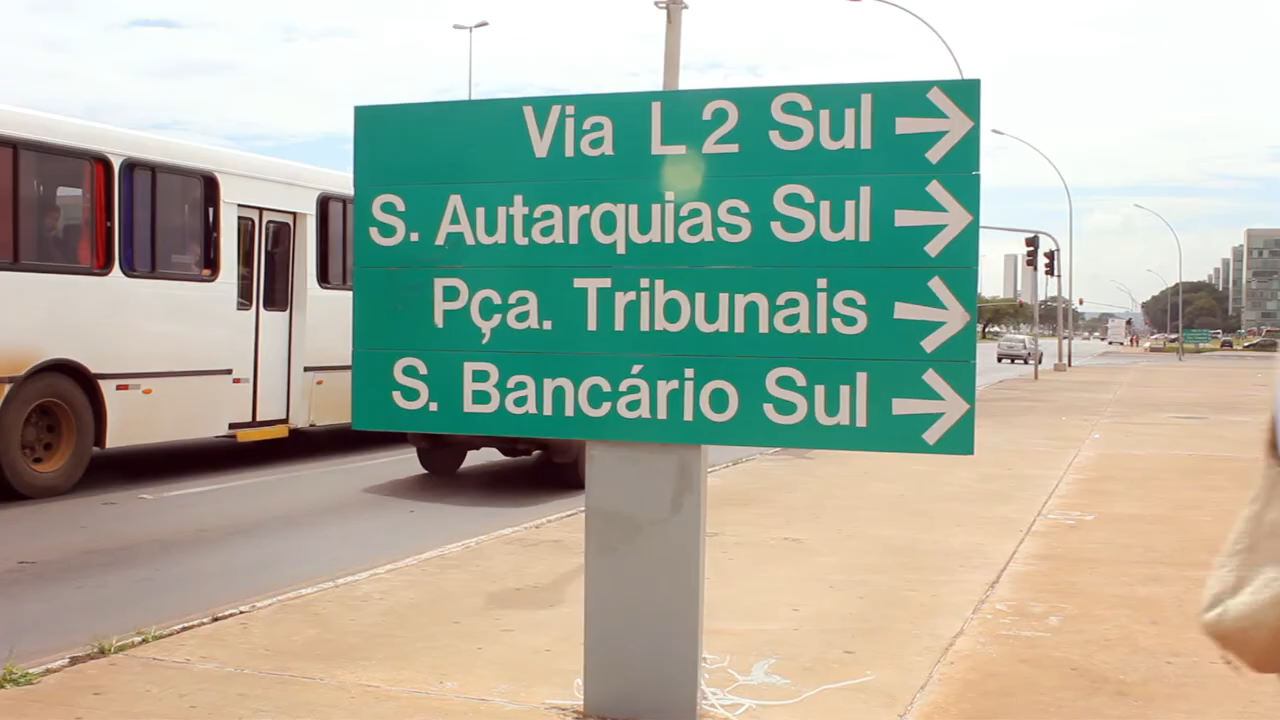 Via L 2 Sul →
S. Autarquias Sul →
Pça. Tribunais →
S. Bancário Sul →